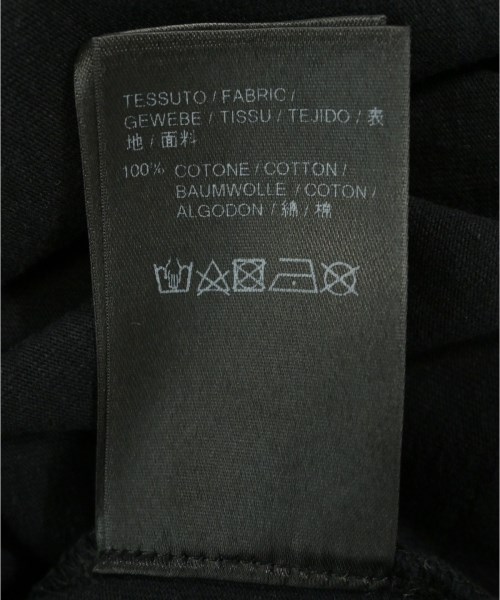 TESSUTO / FABRIC /
GEWEBE / TISSU / TEJIDO / 表
地 / 面料
100% COTONE / COTTON /
BAUMWOLLE / COTON /
ALGODON / 綿 / 棉